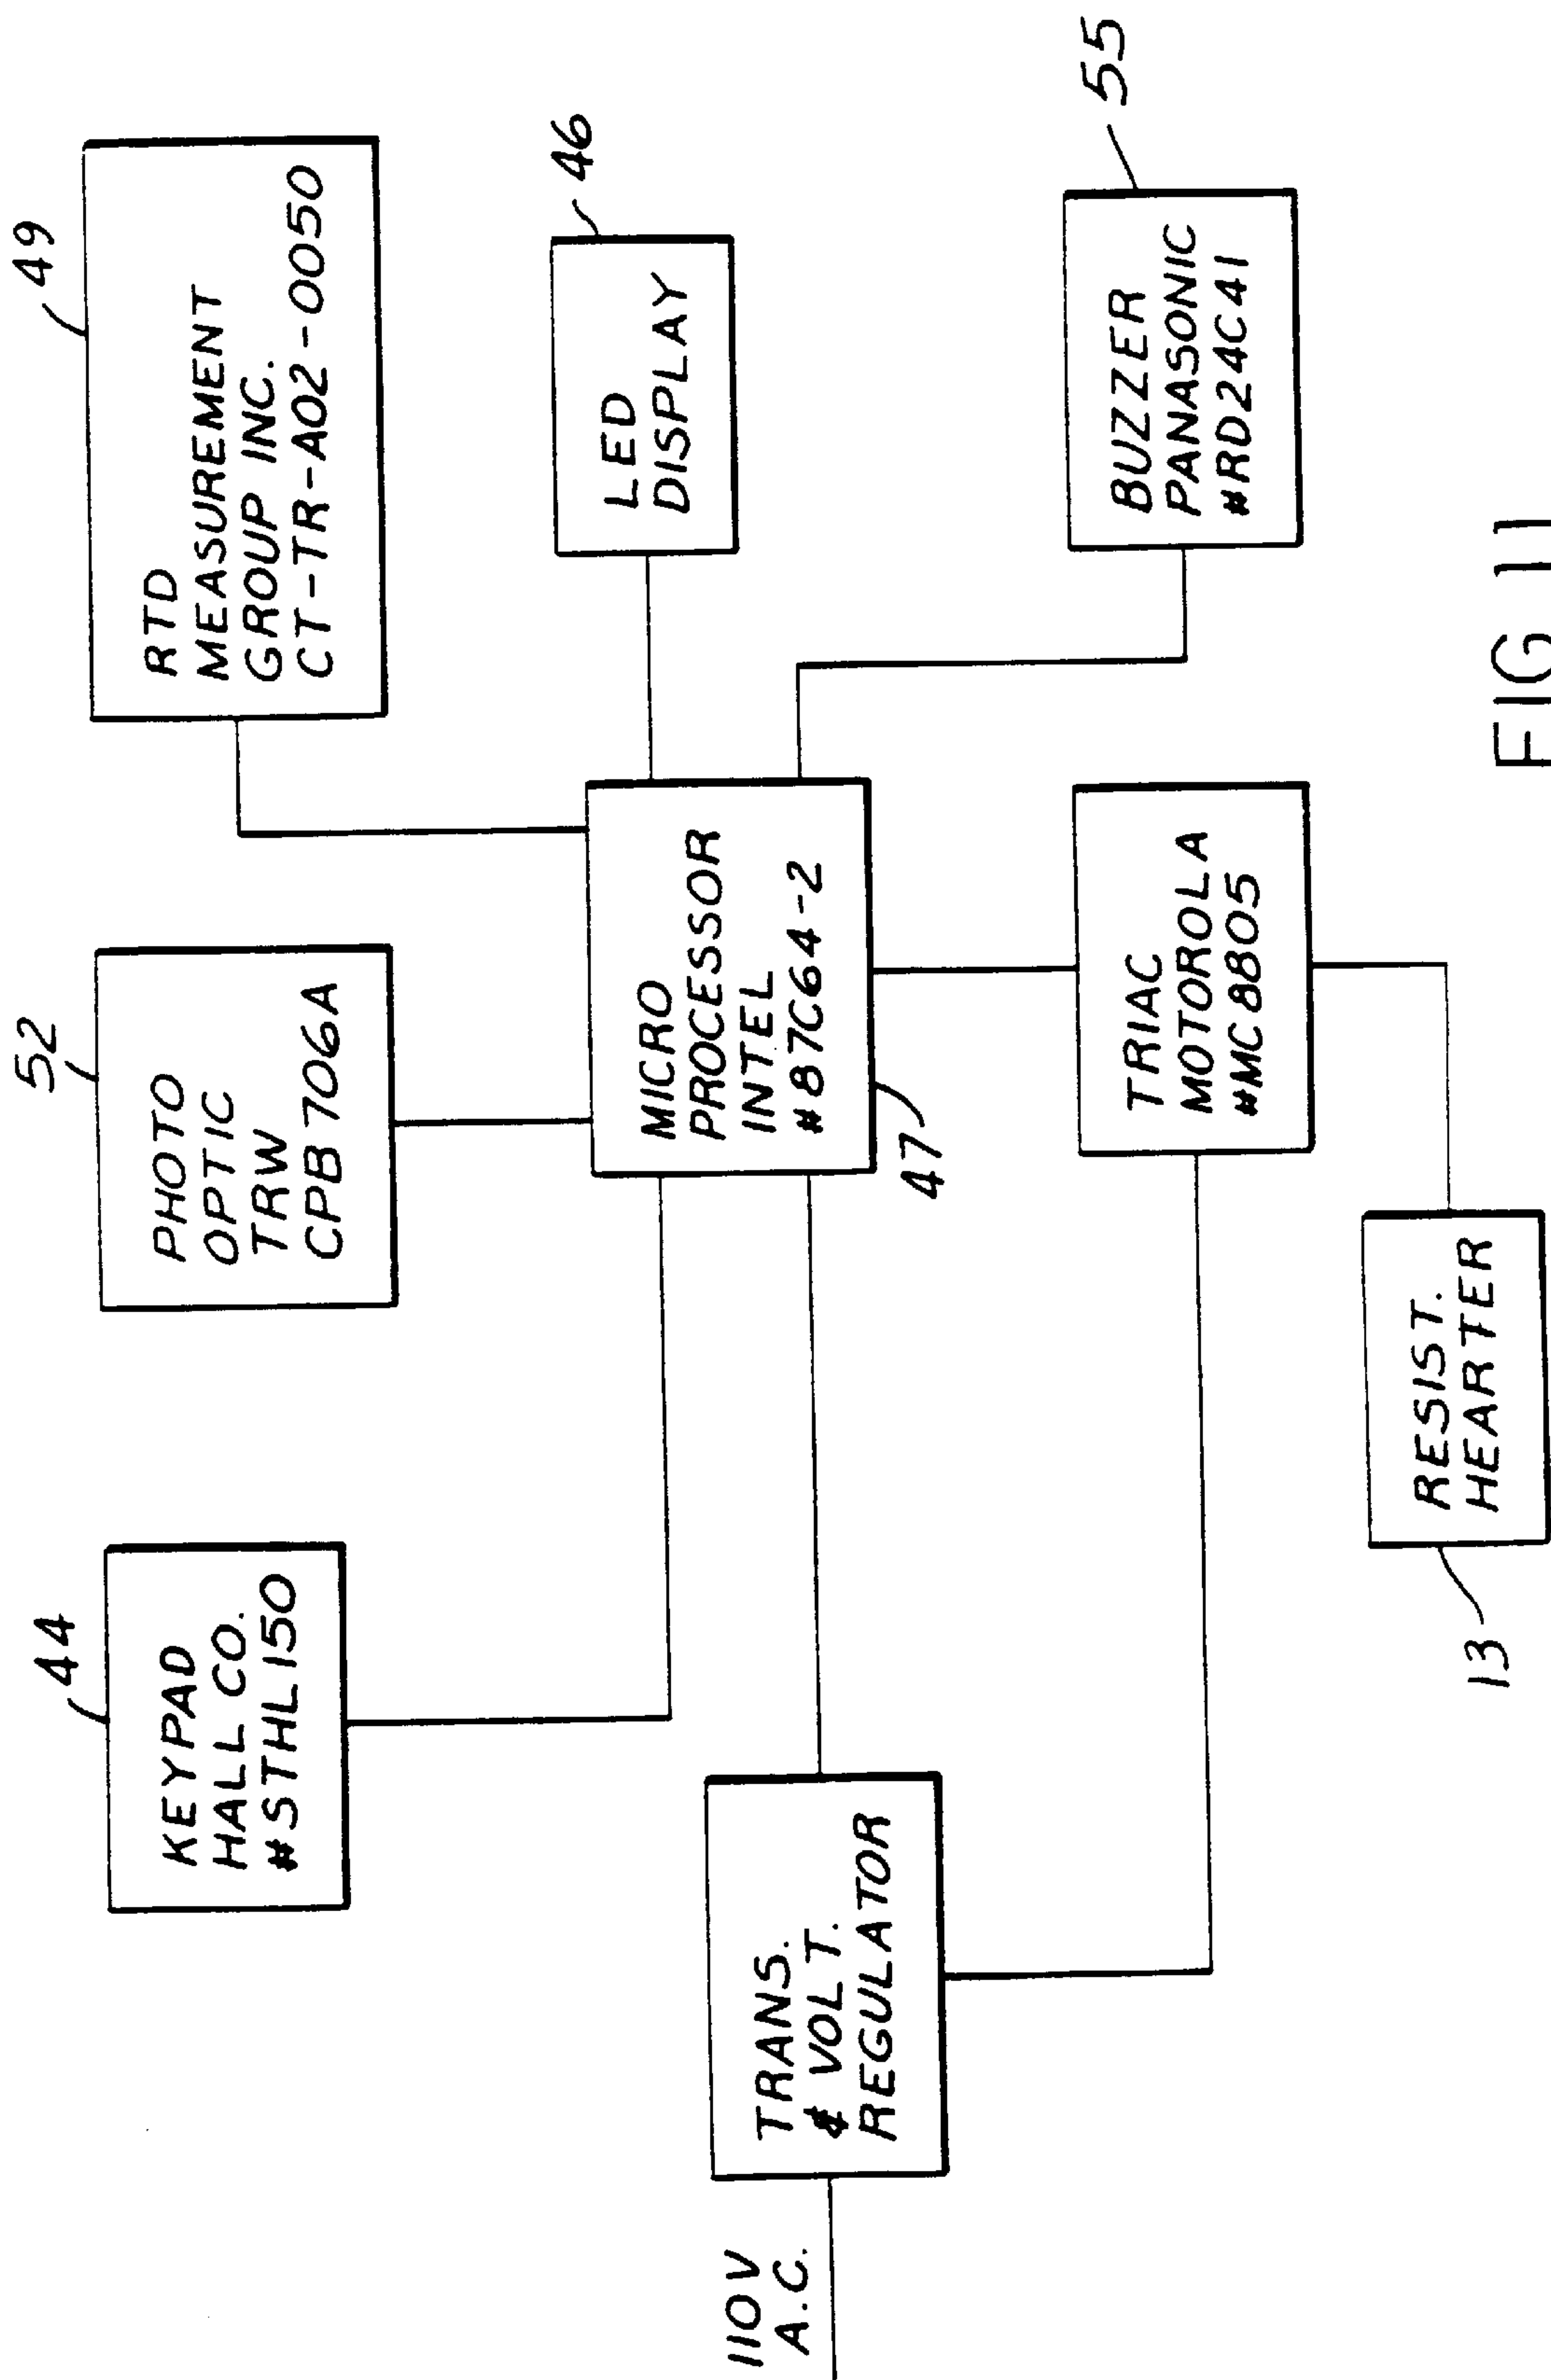 44
KEYPAD
HALL CO.
#STHL150
52
PHOTO
OPTIC
TRW
CPB 706A
49
RTD
MEASUREMENT
GROUP INC.
CT-TR-A02-0050
110V
A.C.
TRANS.
& VOLT.
REGULATOR
MICRO
PROCESSOR
INTEL
#87C64-2
47
46
LED
DISPLAY
TRIAC
MOTOROLA
#MC8805
55
BUZZER
PANASONIC
#RD24C41
13
RESIST.
HEARTER
FIG 11